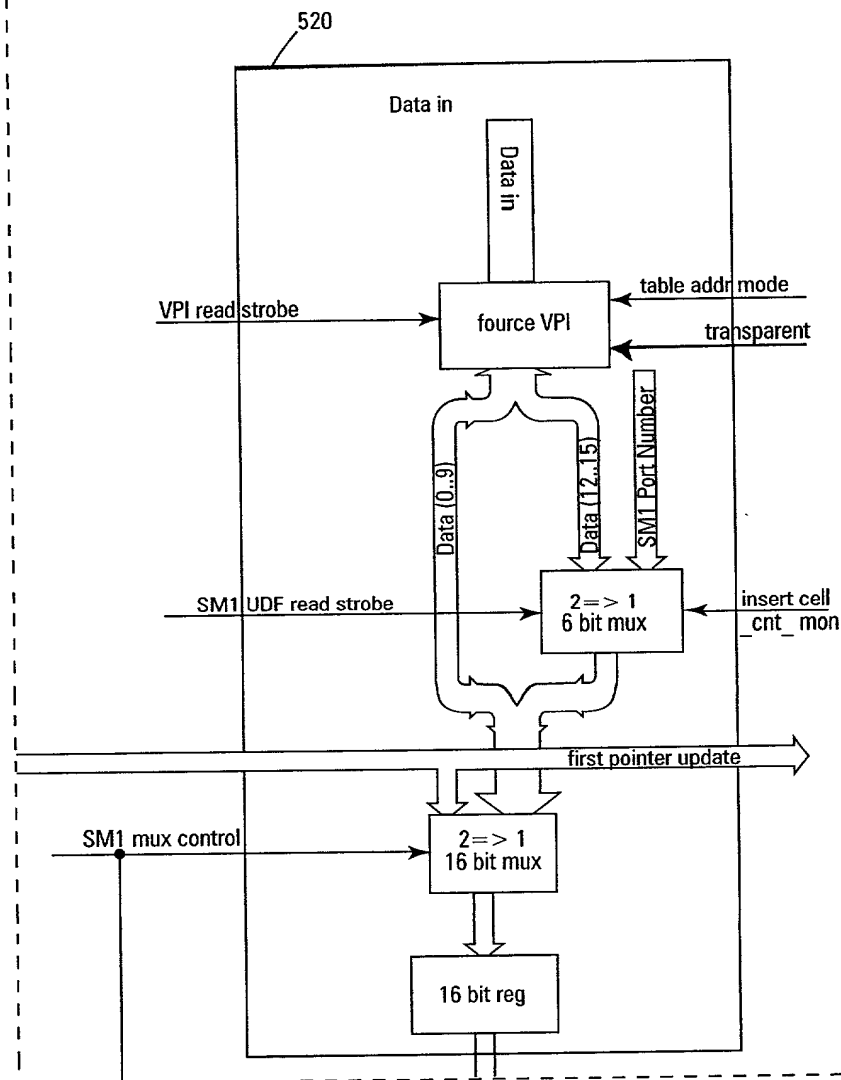 520
Data in
Data in
table addr mode
VPI read strobe
fource VPI
transparent
SM1 Port Number
Data (0..9)
Data (12..15)
SM1 UDF read strobe
2=> 1
6 bit mux
insert cell
_cnt_ mon
first pointer update
SM1 mux control
2=> 1
16 bit mux
16 bit reg